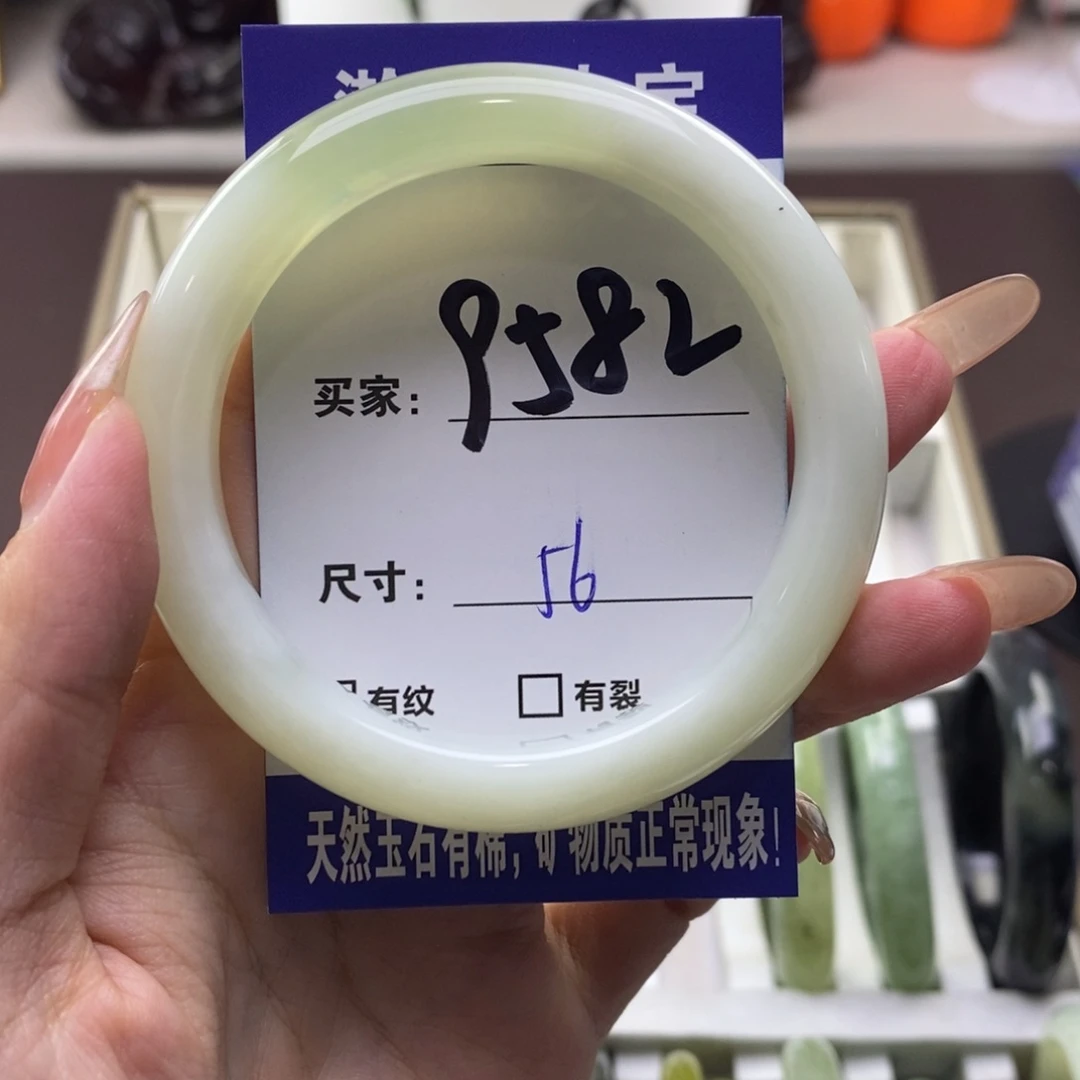 买家: 9582
尺寸: 56
有纹 □有裂
天然玉石有棉,矿物质正常现象!